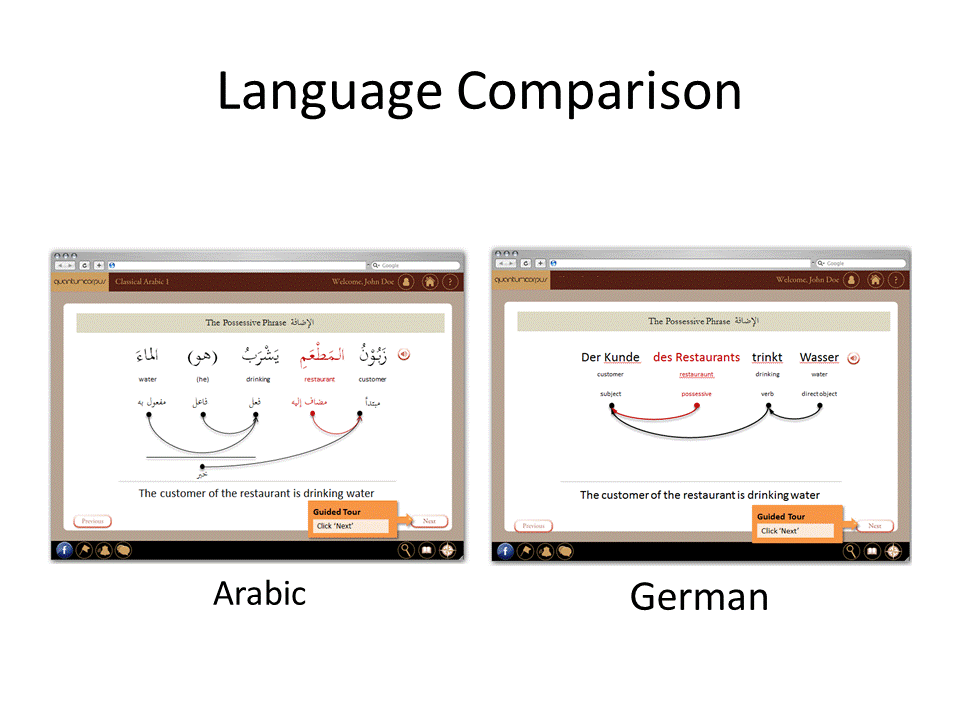 Language Comparison
Google
quantumcorpus Classical Arabic 1 Welcome, John Doe ?
The Possessive Phrase الإضافة
زَبُوْنُ المَطْعَمِ يَشْرَبُ (هو) الماءَ
water (he) drinking restaurant customer
مبتدأ مضاف إليه فعل فاعل مفعول به
خبر
The customer of the restaurant is drinking water
Guided Tour
Click ‘Next’
Previous Next
f
Arabic
Google
quantumcorpus Welcome, John Doe ?
The Possessive Phrase الإضافة
Der Kunde des Restaurants trinkt Wasser
customer restauraunt drinking water
subject possessive verb direct object
The customer of the restaurant is drinking water
Guided Tour
Click ‘Next’
Previous Next
f
German